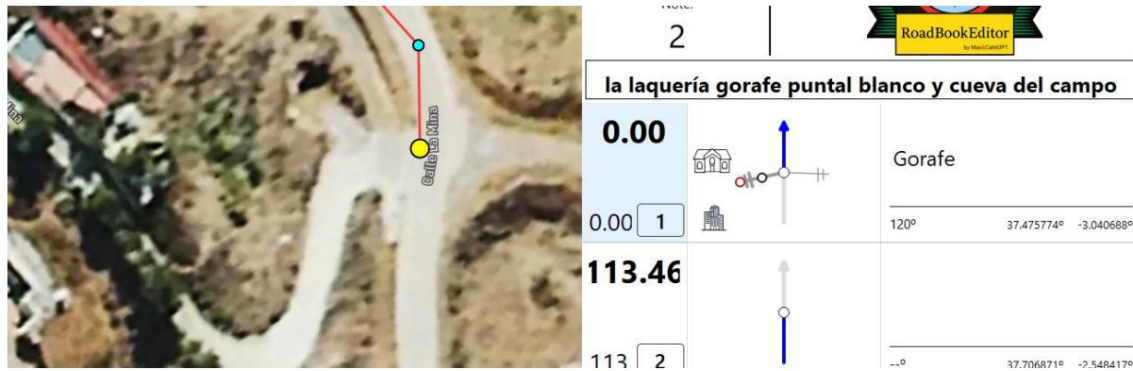 Calle La Mina
Note:
2
RoadBookEditor
la laquería gorafe puntal blanco y cueva del campo
0.00
Gorafe
0.00 1
120º 37.475774º -3.040688º
113.46
113 2
--º 37.706871º -2.548417º